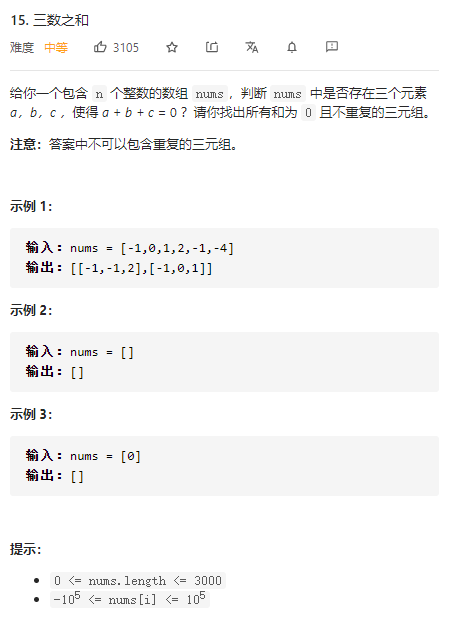 15. 三数之和
难度 中等 3105
给你一个包含 n 个整数的数组 nums，判断 nums 中是否存在三个元素
a，b，c ，使得 a + b + c = 0 ？请你找出所有和为 0 且不重复的三元组。
注意：答案中不可以包含重复的三元组。
示例 1：
输入：nums = [-1,0,1,2,-1,-4]
输出：[[-1,-1,2],[-1,0,1]]
示例 2：
输入：nums = []
输出：[]
示例 3：
输入：nums = [0]
输出：[]
提示：
0 <= nums.length <= 3000
-10⁵ <= nums[i] <= 10⁵